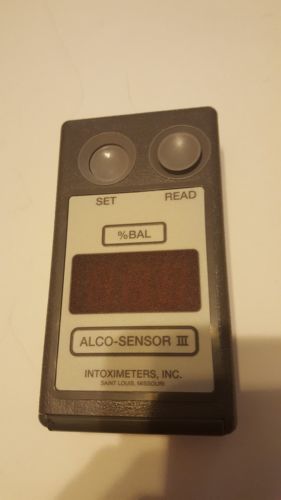 SET READ
%BAL
ALCO-SENSOR III
INTOXIMETERS, INC.
SAINT LOUIS, MISSOURI